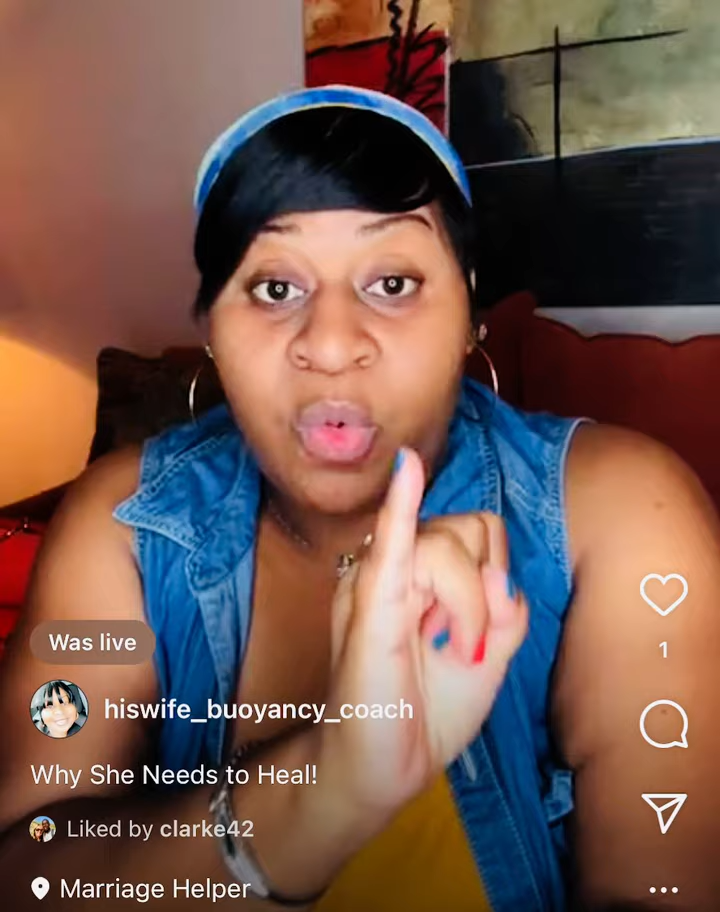 Was live
1
hiswife_buoyancy_coach
Why She Needs to Heal!
Liked by clarke42
Marriage Helper